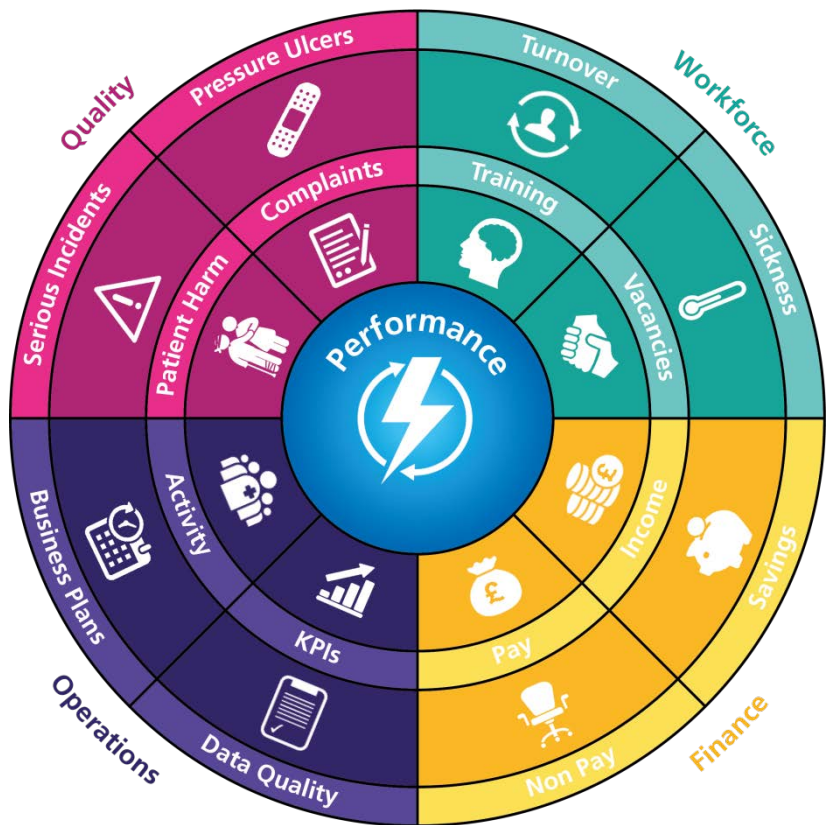 Quality
Pressure Ulcers
Serious Incidents
Complaints
Patient Harm
Workforce
Turnover
Sickness
Training
Vacancies
Performance
Operations
Business Plans
Data Quality
Activity
KPIs
Finance
Savings
Non Pay
Income
Pay
£
£